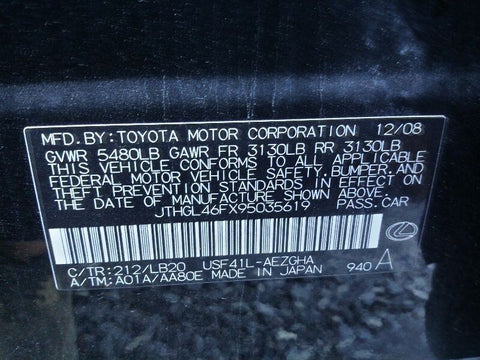 MFD. BY: TOYOTA MOTOR CORPORATION 12/08
GVWR 5480LB GAWR FR 3130LB RR 3130LB
THIS VEHICLE CONFORMS TO ALL APPLICABLE
FEDERAL MOTOR VEHICLE SAFETY, BUMPER, AND
THEFT PREVENTION STANDARDS IN EFFECT ON
THE DATE OF MANUFACTURE SHOWN ABOVE.
JTHGL46FX95035619 PASS. CAR
C/TR: 212/LB20 USF41L-AEZGHA
A/TM: A01A/AA80E MADE IN JAPAN 940 A